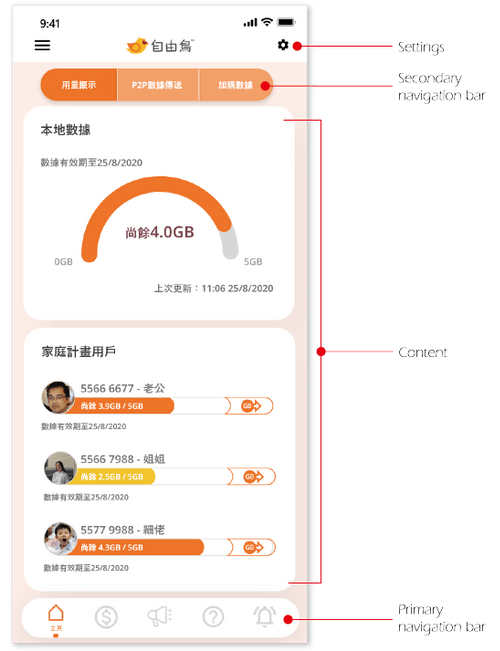 9:41
自由鳥™
Settings
用量顯示 P2P數據傳送 加購數據
Secondary
navigation bar
本地數據
數據有效期至25/8/2020
尚餘4.0GB
0GB 5GB
上次更新：11:06 25/8/2020
Content
家庭計畫用戶
5566 6677 - 老公
尚餘 3.9GB / 5GB GB
數據有效期至25/8/2020
5566 7988 - 姐姐
尚餘 2.5GB / 5GB GB
數據有效期至25/8/2020
5577 9988 - 細佬
尚餘 4.3GB / 5GB GB
數據有效期至25/8/2020
主頁
Primary
navigation bar